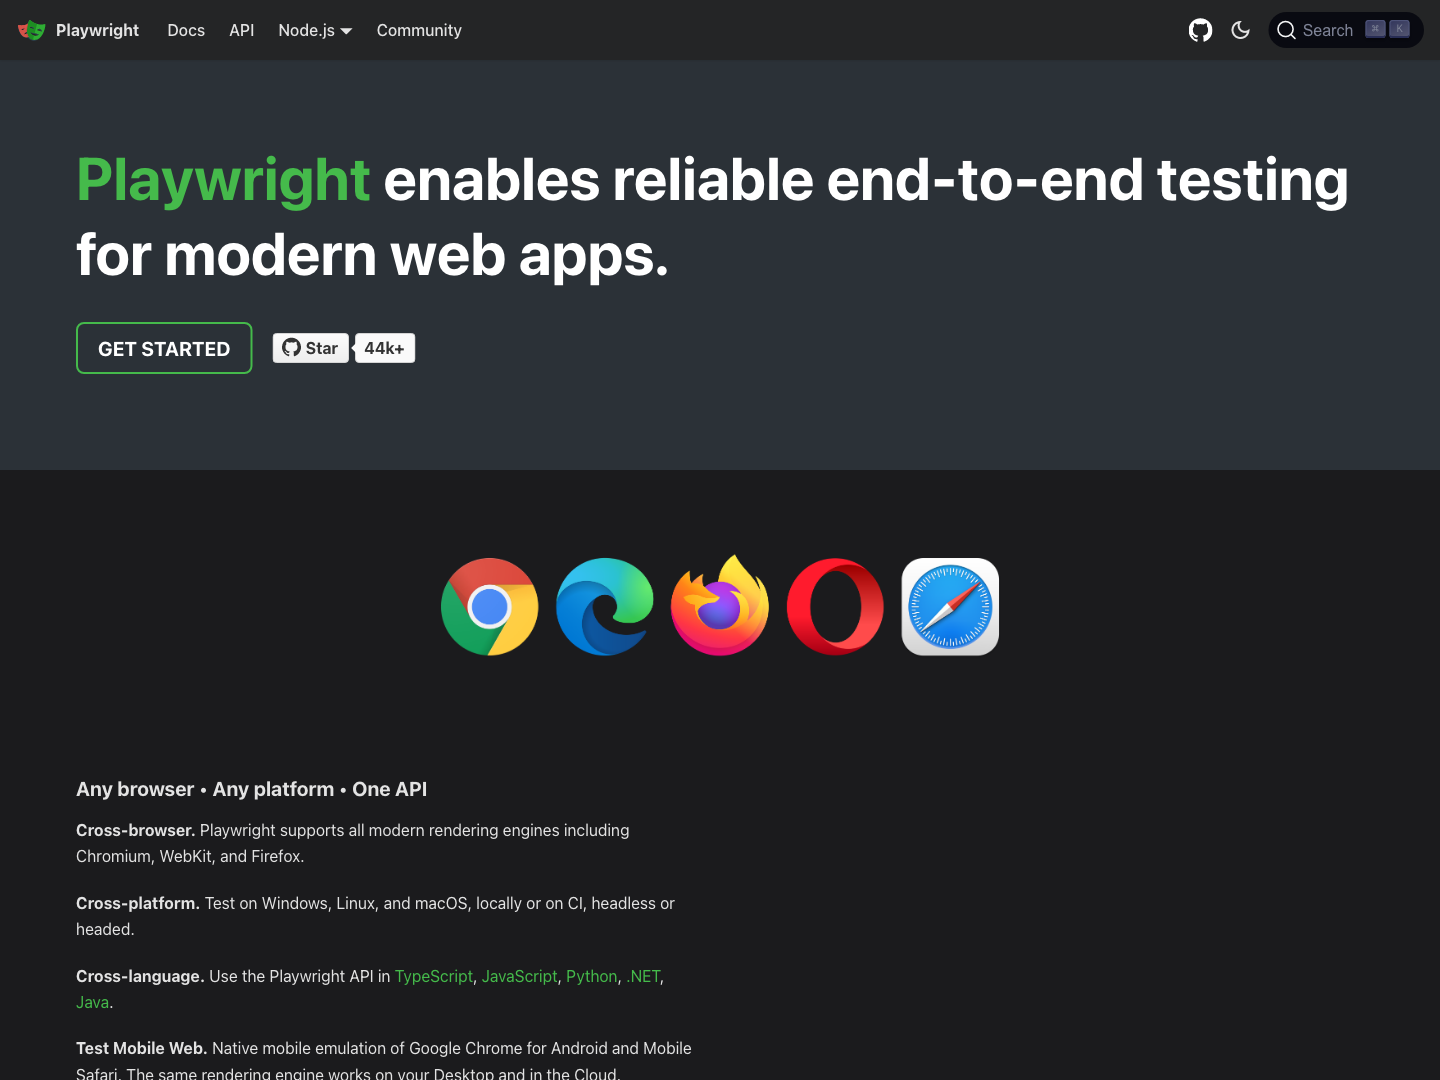 Playwright Docs API Node.js Community Search ⌘ K
Playwright enables reliable end-to-end testing
for modern web apps.
GET STARTED Star 44k+
Any browser • Any platform • One API
Cross-browser. Playwright supports all modern rendering engines including
Chromium, WebKit, and Firefox.
Cross-platform. Test on Windows, Linux, and macOS, locally or on CI, headless or
headed.
Cross-language. Use the Playwright API in TypeScript, JavaScript, Python, .NET,
Java.
Test Mobile Web. Native mobile emulation of Google Chrome for Android and Mobile
Safari. The same rendering engine works on your Desktop and in the Cloud.